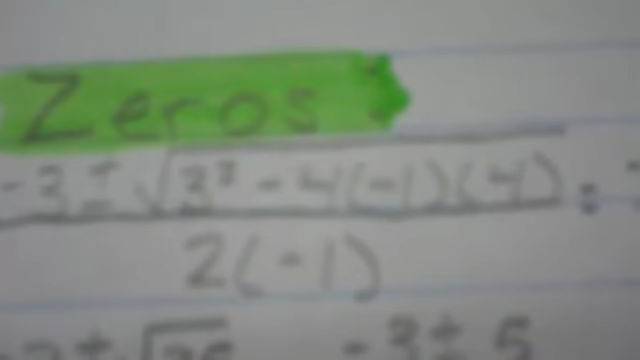 Zeros:
-3 ± √3² - 4(-1)(4) =
2(-1)
-3 ± √25 -3 ± 5